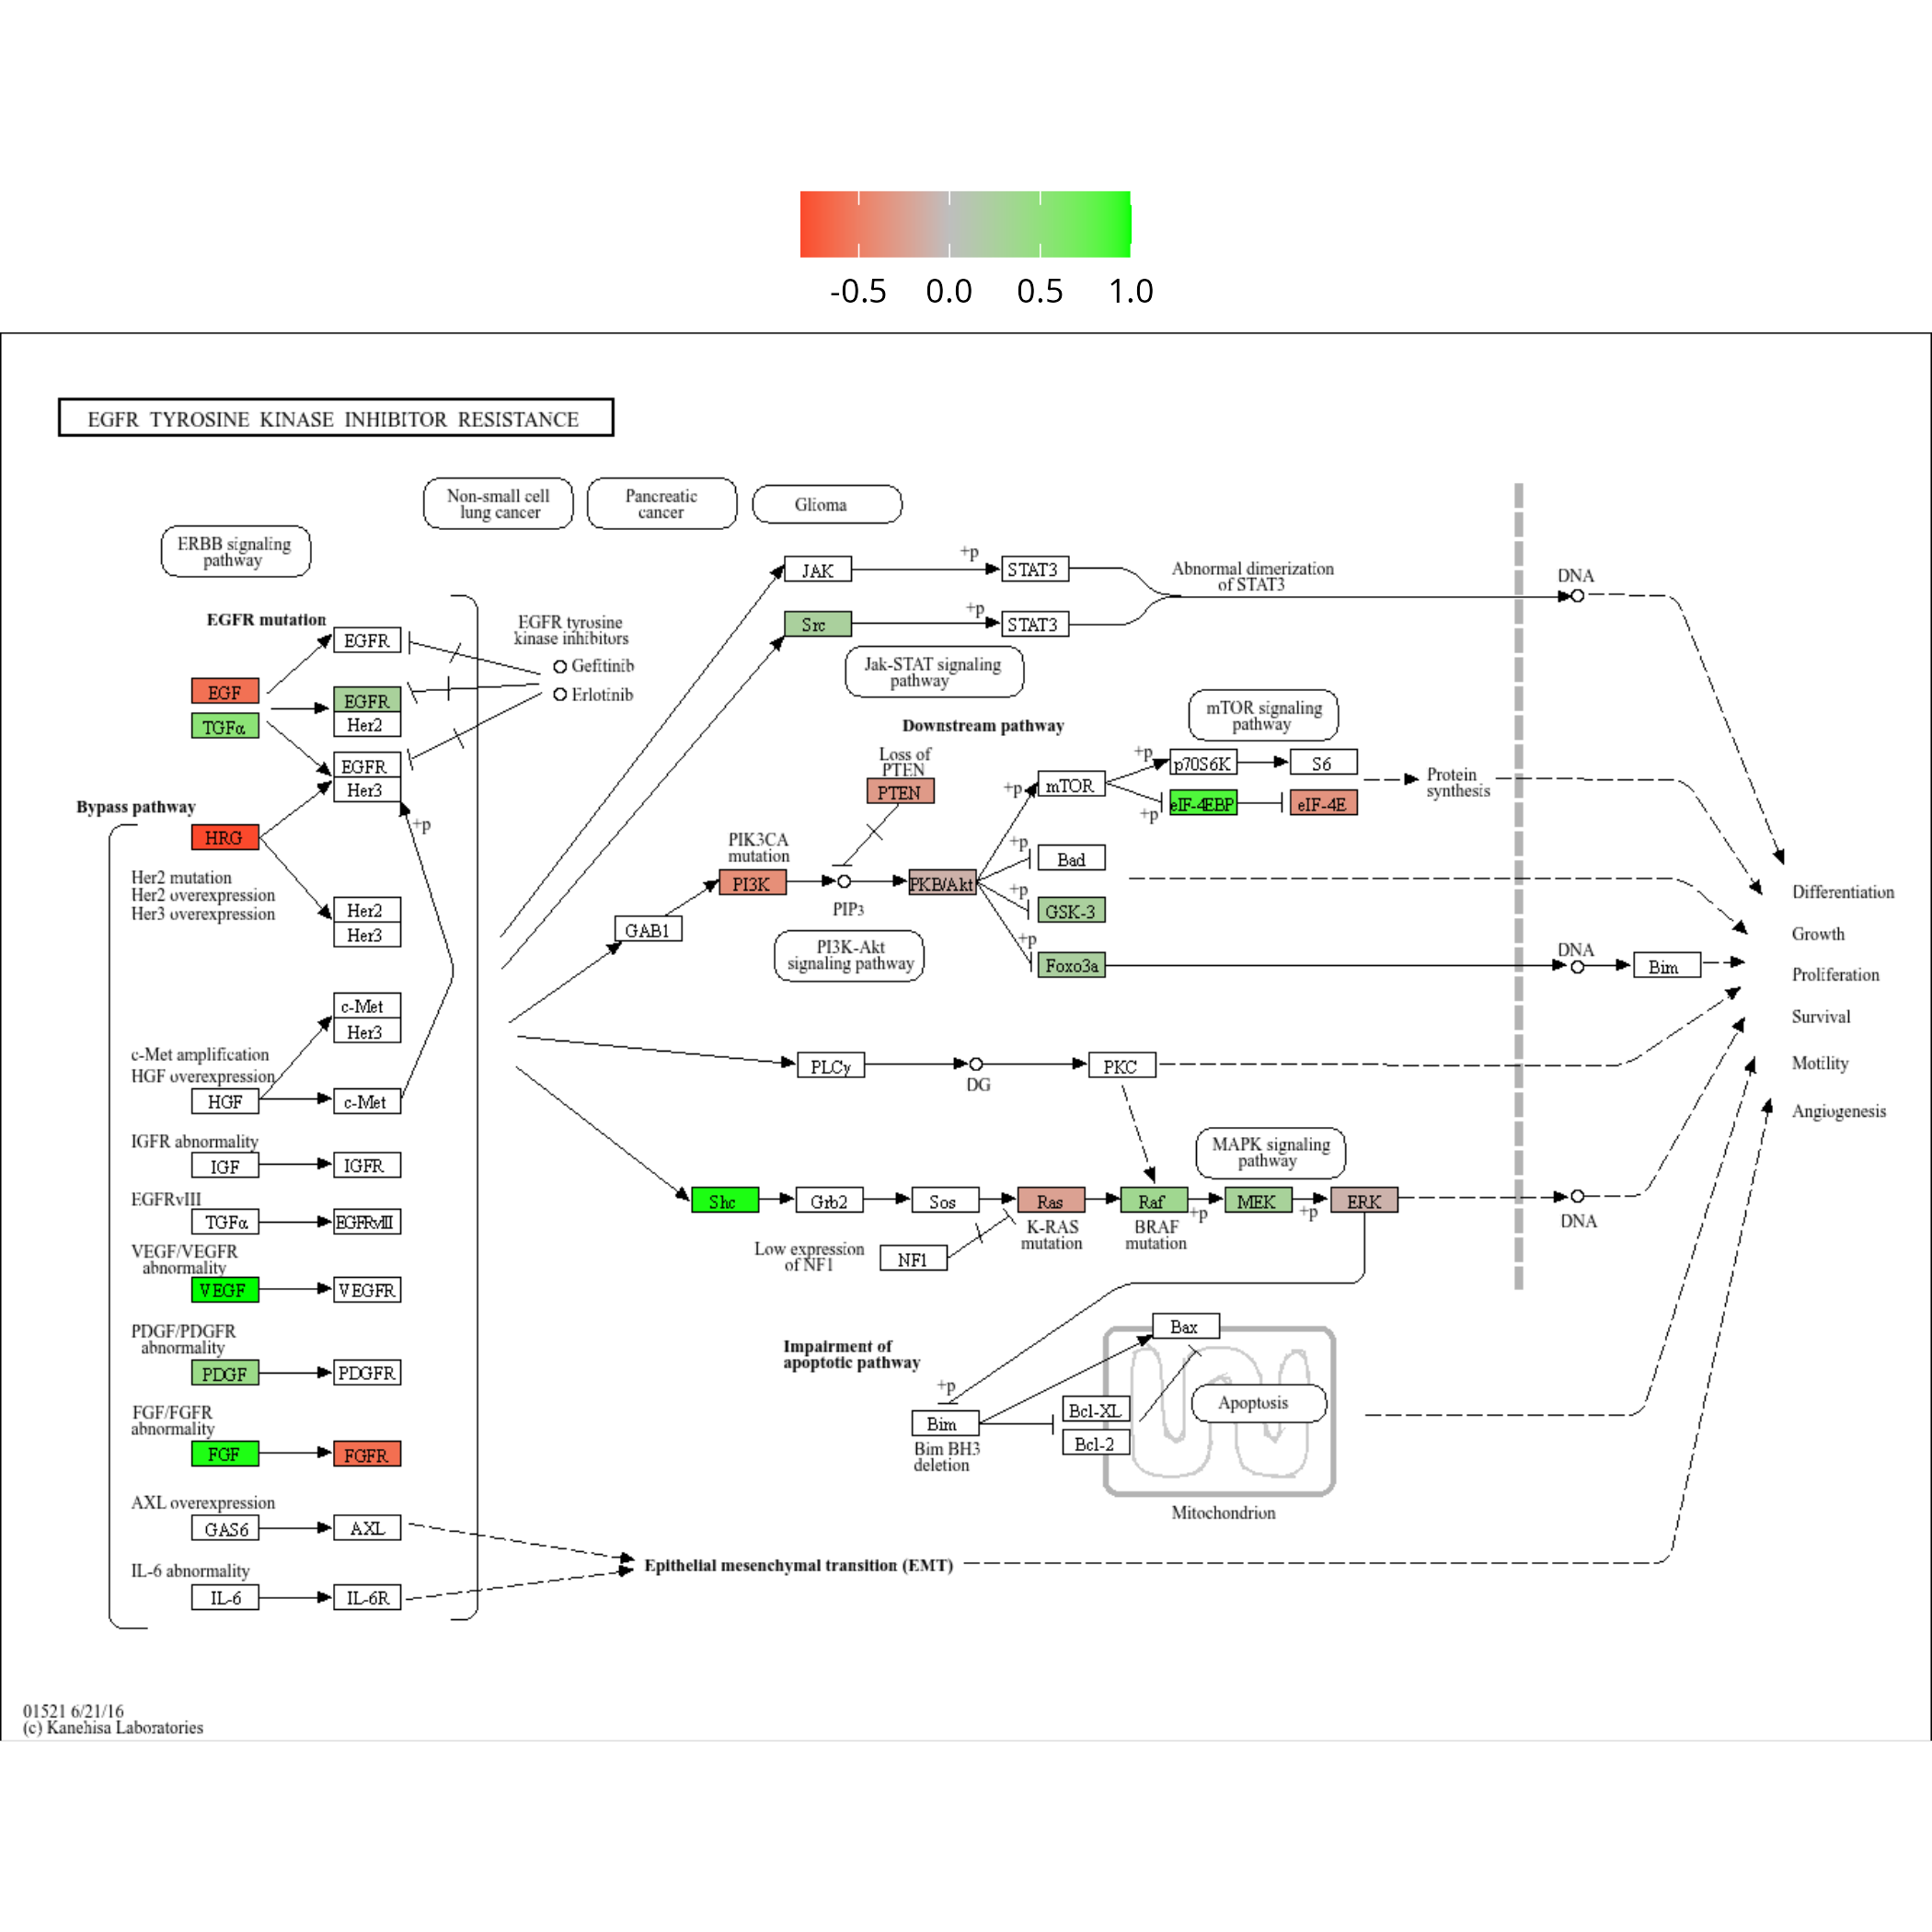 -0.5 0.0 0.5 1.0
EGFR TYROSINE KINASE INHIBITOR RESISTANCE
Non-small cell
lung cancer
Pancreatic
cancer
Glioma
ERBB signaling
pathway
EGFR mutation
EGFR
EGF
TGFα
EGFR
Her2
EGFR
Her3
EGFR tyrosine
kinase inhibitors
Gefitinib
Erlotinib
Bypass pathway
HRG
+p
Her2 mutation
Her2 overexpression
Her3 overexpression
Her2
Her3
c-Met
Her3
c-Met amplification
HGF overexpression
HGF
c-Met
IGFR abnormality
IGF
IGFR
EGFRvIII
TGFα
EGFRvIII
VEGF/VEGFR
abnormality
VEGF
VEGFR
PDGF/PDGFR
abnormality
PDGF
PDGFR
FGF/FGFR
abnormality
FGF
FGFR
AXL overexpression
GAS6
AXL
IL-6 abnormality
IL-6
IL-6R
JAK
+p
STAT3
Src
+p
STAT3
Abnormal dimerization
of STAT3
DNA
Jak-STAT signaling
pathway
Downstream pathway
mTOR signaling
pathway
Loss of
PTEN
PTEN
PIK3CA
mutation
PI3K
PIP3
PKB/Akt
GAB1
PI3K-Akt
signaling pathway
+p
mTOR
+p
p70S6K
S6
+p
eIF-4EBP
eIF-4E
Protein
synthesis
+p
Bad
+p
GSK-3
+p
Foxo3a
DNA
Bim
Differentiation
Growth
Proliferation
Survival
Motility
Angiogenesis
PLCγ
DG
PKC
MAPK signaling
pathway
Shc
Grb2
Sos
Ras
Raf
+p
MEK
+p
ERK
DNA
K-RAS
mutation
BRAF
mutation
Low expression
of NF1
NF1
Impairment of
apoptotic pathway
+p
Bim
Bim BH3
deletion
Bax
Bcl-XL
Bcl-2
Apoptosis
Mitochondrion
Epithelial mesenchymal transition (EMT)
01521 6/21/16
(c) Kanehisa Laboratories